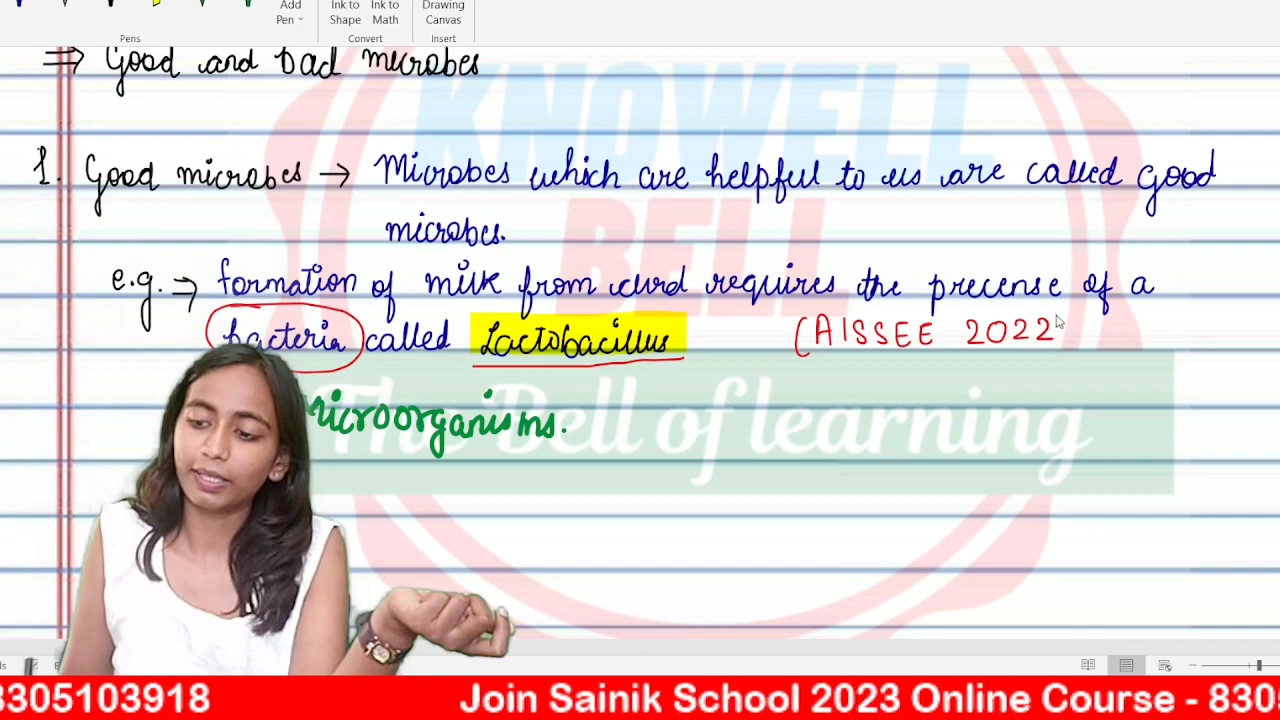 Add Pen
Ink to Shape
Ink to Math
Drawing Canvas
Pens
Convert
Insert
⇒ Good and bad microbes
1. Good microbes → Microbes which are helpful to us are called good
microbes.
e.g. → formation of milk from curd requires the precense of a
bacteria called Lactobacillus (AISSEE 2022
Microorganisms.
KNOWELL
BELL
The Bell of learning
8305103918 Join Sainik School 2023 Online Course - 830